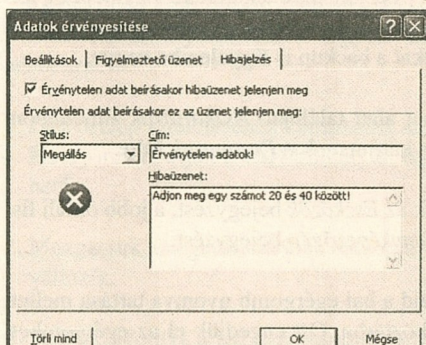 Adatok érvényesítése
Beállítások Figyelmeztető üzenet Hibajelzés
Érvénytelen adat beírásakor hibaüzenet jelenjen meg
Érvénytelen adat beírásakor ez az üzenet jelenjen meg:
Stílus: Cím:
Megállás Érvénytelen adatok!
Hibaüzenet:
Adjon meg egy számot 20 és 40 között!
Törli mind OK Mégse